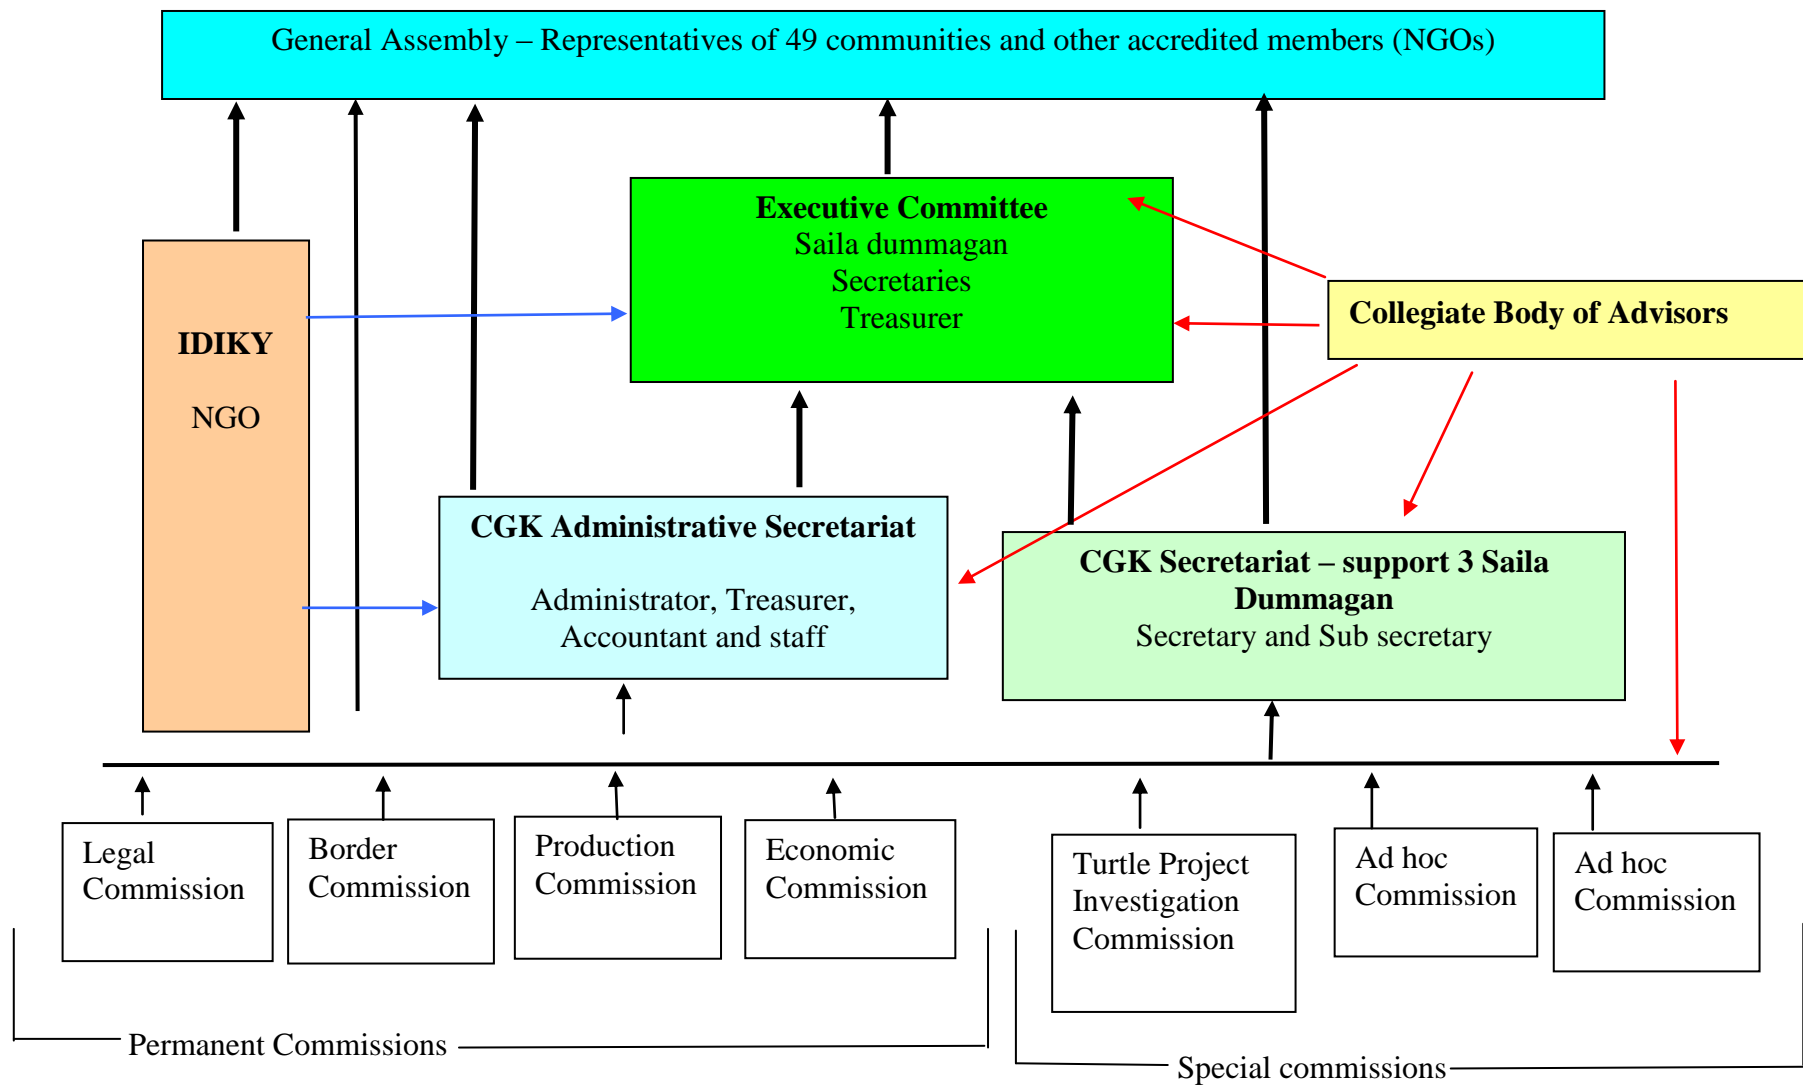 General Assembly – Representatives of 49 communities and other accredited members (NGOs)
Executive Committee
Saila dummagan
Secretaries
Treasurer
Collegiate Body of Advisors
IDIKY
NGO
CGK Administrative Secretariat
Administrator, Treasurer,
Accountant and staff
CGK Secretariat – support 3 Saila
Dummagan
Secretary and Sub secretary
Legal
Commission
Border
Commission
Production
Commission
Economic
Commission
Turtle Project
Investigation
Commission
Ad hoc
Commission
Ad hoc
Commission
Permanent Commissions
Special commissions